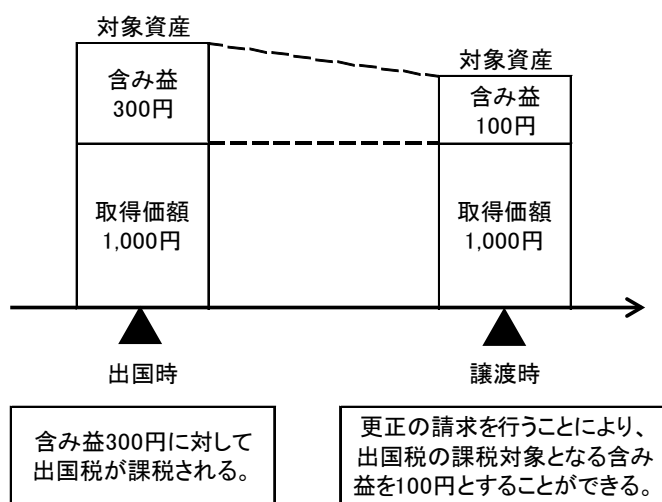 対象資産
含み益
300円
取得価額
1,000円
対象資産
含み益
100円
取得価額
1,000円
出国時
譲渡時
含み益300円に対して
出国税が課税される。
更正の請求を行うことにより、
出国税の課税対象となる含み
益を100円とすることができる。